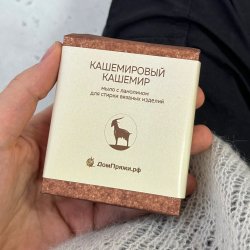 КАШЕМИРОВЫЙ
КАШЕМИР
мыло с ланолином
для стирки вязаных изделий
ДомПряжи.рф